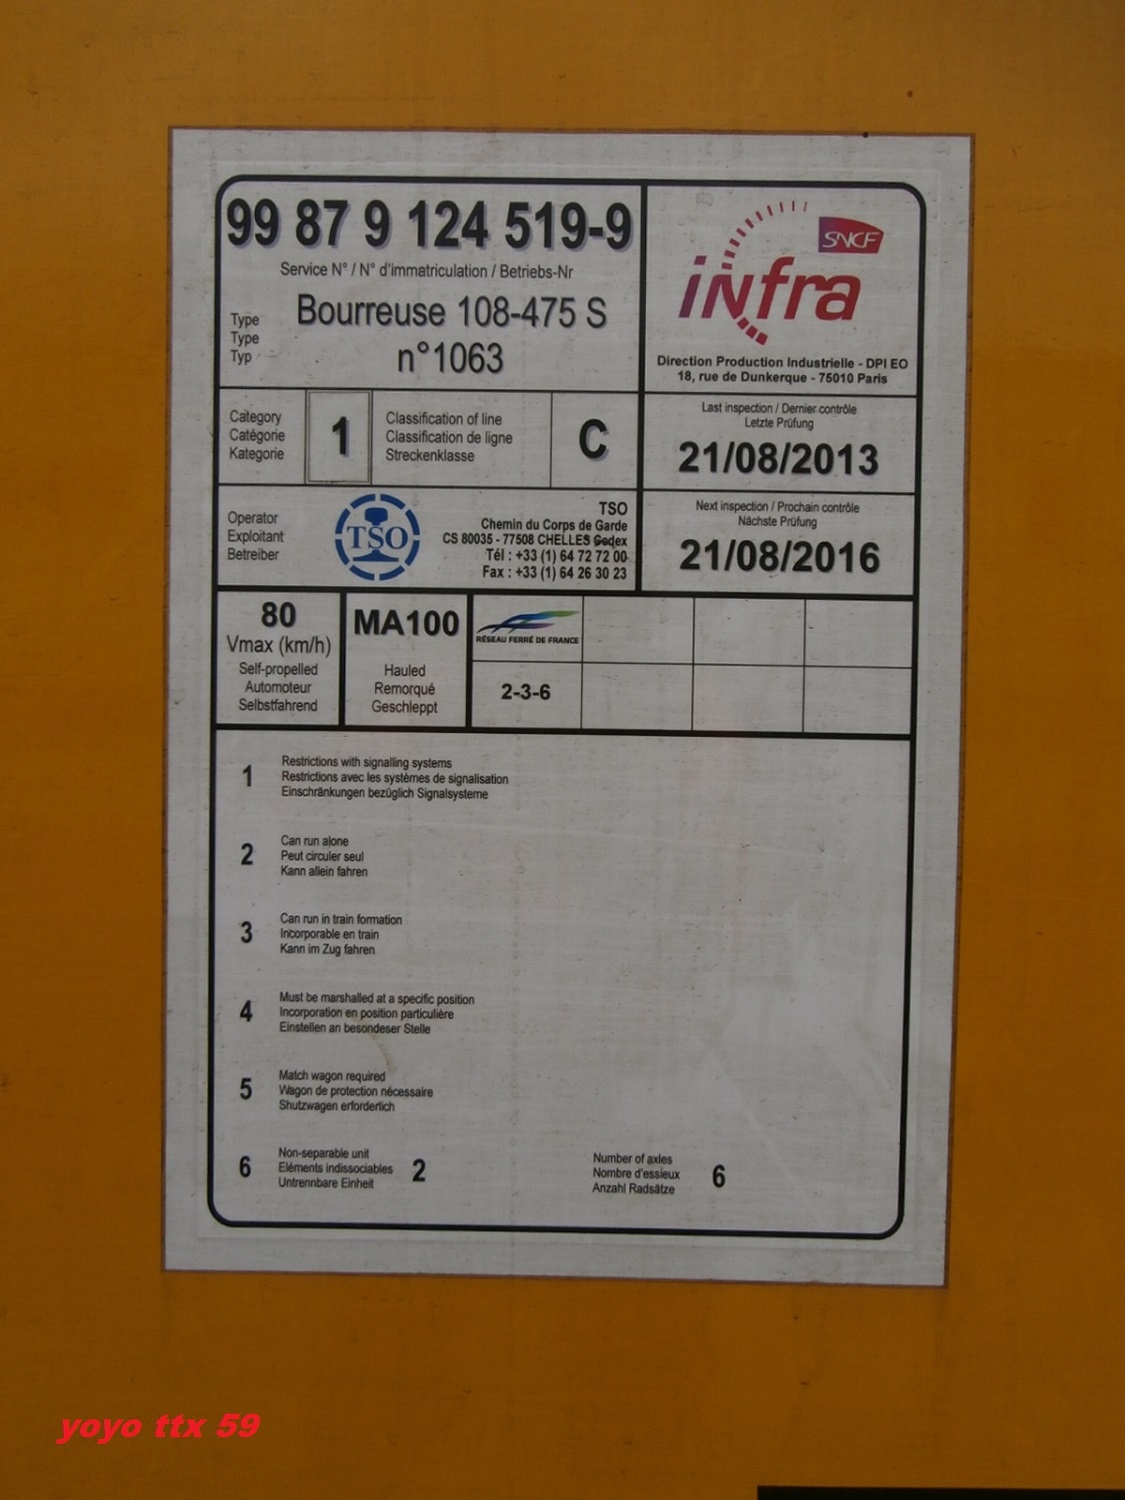 99 87 9 124 519-9
Service N° / N° d'immatriculation / Betriebs-Nr
Type
Type
Typ
Bourreuse 108-475 S
n°1063
SNCF
infra
Direction Production Industrielle - DPI EO
18, rue de Dunkerque - 75010 Paris
Category
Catégorie
Kategorie
1
Classification of line
Classification de ligne
Streckenklasse
C
Last inspection / Dernier contrôle
Letzte Prüfung
21/08/2013
Operator
Exploitant
Betreiber
TSO
TSO
Chemin du Corps de Garde
CS 80035 - 77508 CHELLES Cedex
Tél : +33 (1) 64 72 72 00
Fax : +33 (1) 64 26 30 23
Next inspection / Prochain contrôle
Nächste Prüfung
21/08/2016
80
Vmax (km/h)
Self-propelled
Automoteur
Selbstfahrend
MA100
Hauled
Remorqué
Geschleppt
RÉSEAU FERRÉ DE FRANCE
2-3-6
1
Restrictions with signalling systems
Restrictions avec les systèmes de signalisation
Einschränkungen bezüglich Signalsysteme
2
Can run alone
Peut circuler seul
Kann allein fahren
3
Can run in train formation
Incorporable en train
Kann im Zug fahren
4
Must be marshalled at a specific position
Incorporation en position particulière
Einstellen an besondeser Stelle
5
Match wagon required
Wagon de protection nécessaire
Shutzwagen erforderlich
6
Non-separable unit
Eléments indissociables
Untrennbare Einheit
2
Number of axles
Nombre d'essieux
Anzahl Radsätze
6
yoyo ttx 59